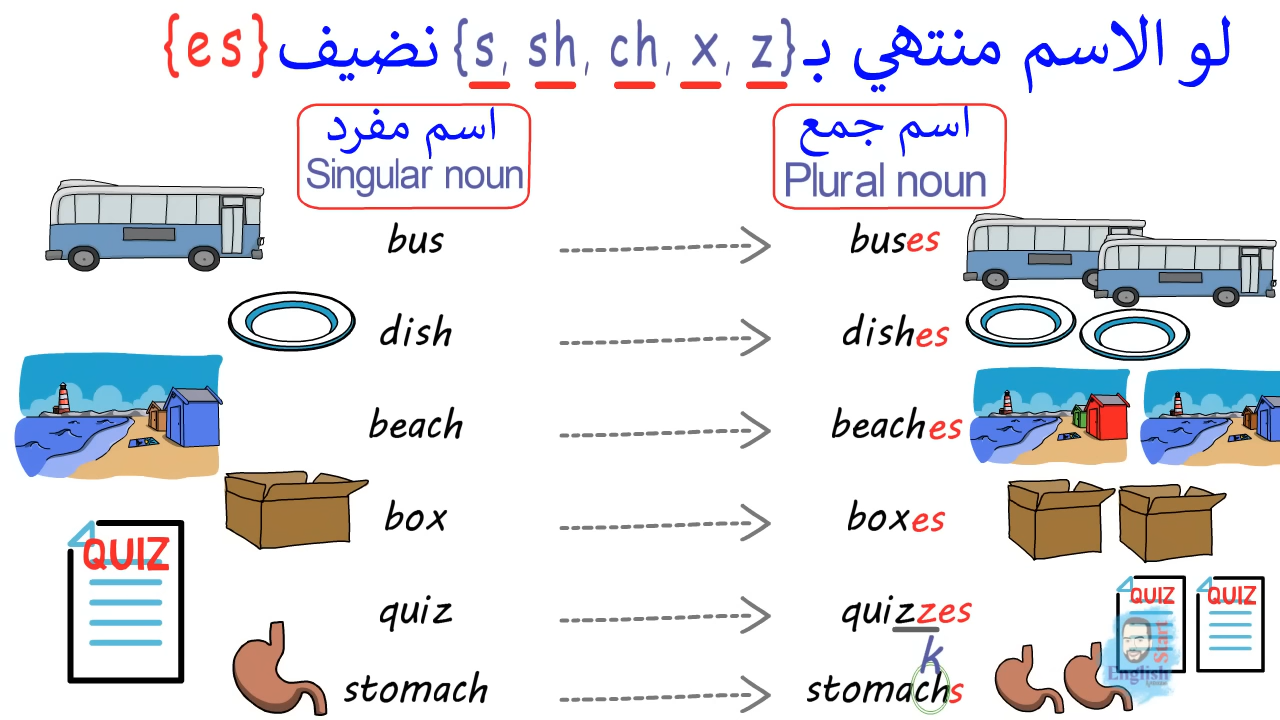 لو الاسم منتهي بـ {s, sh, ch, x, z} نضيف {es}
اسم مفرد
Singular noun
اسم جمع
Plural noun
bus
buses
dish
dishes
beach
beaches
box
boxes
QUIZ
quiz
quizzes
QUIZ
QUIZ
k
stomach
stomachs
Start
English